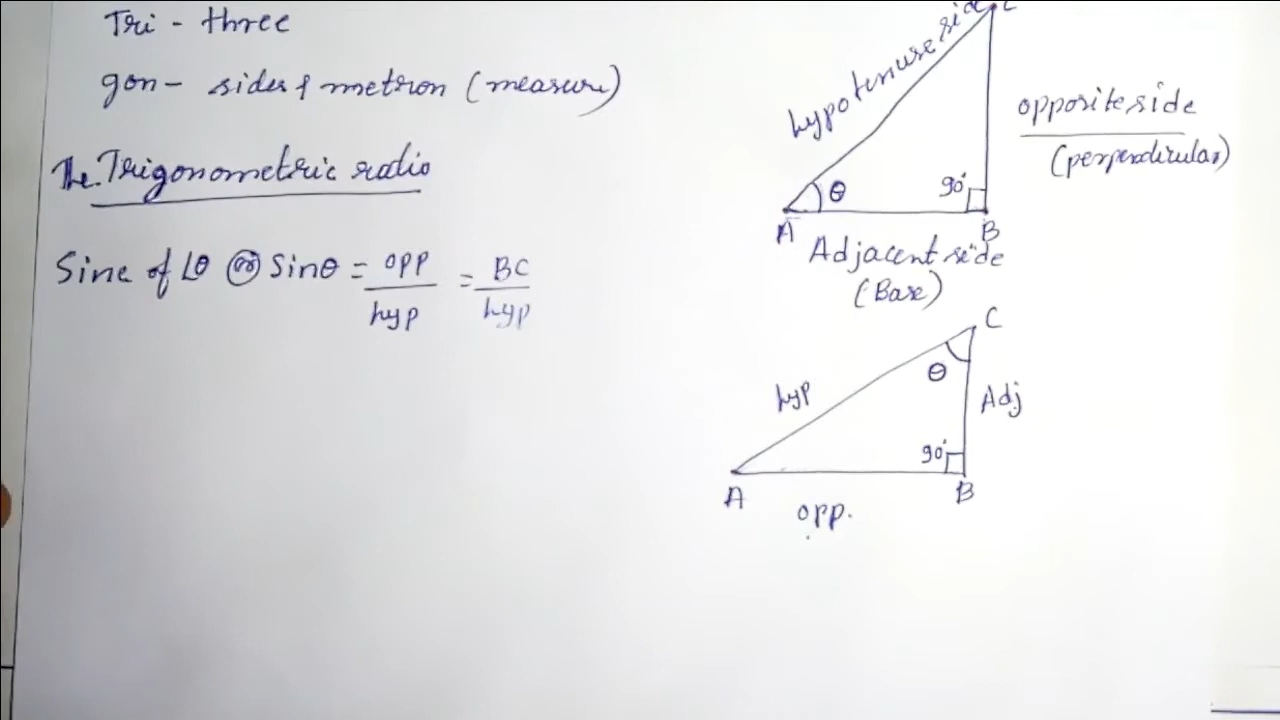 Tri - three
gon - sides & metron (measure)
The Trigonometric ratio
Sine of ∠θ (or) Sinθ = opp/hyp = BC/hyp
hypotenuse side
C
opposite side
(perpendicular)
θ
90°
A
B
Adjacent side
(Base)
C
θ
hyp
Adj
90°
A
B
opp.